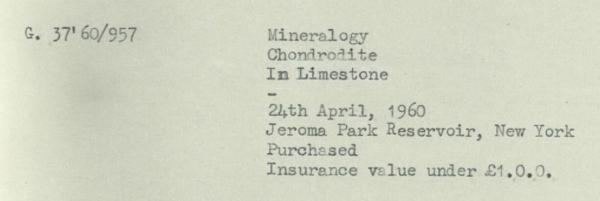 G. 37'60/957 Mineralogy
Chondrodite
In Limestone
-
24th April, 1960
Jeroma Park Reservoir, New York
Purchased
Insurance value under £1.0.0.